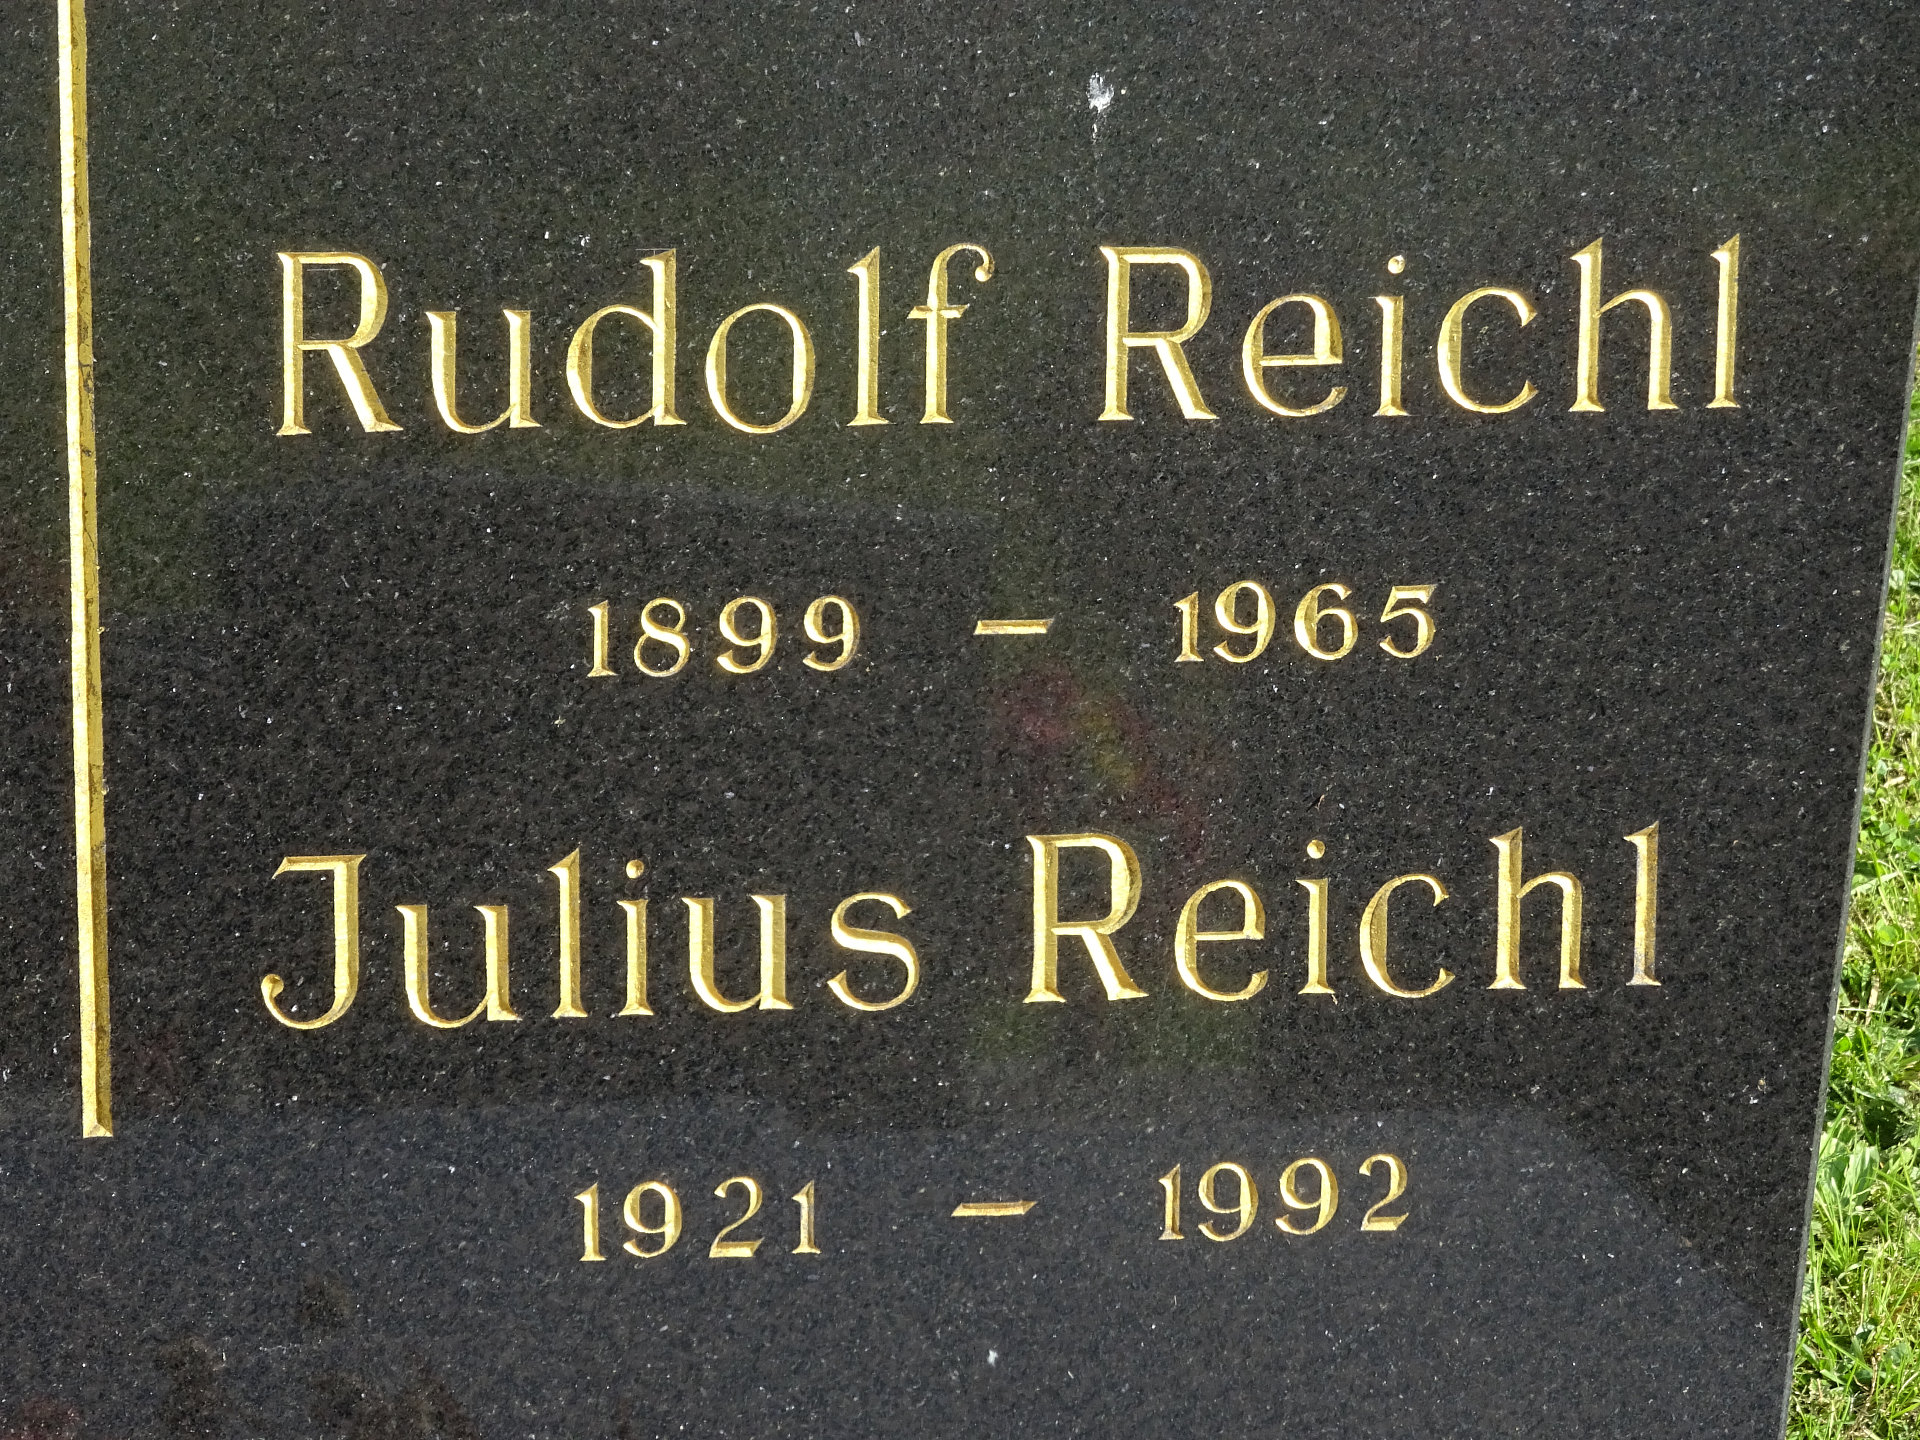 Rudolf Reichl
1899 – 1965
Julius Reichl
1921 – 1992